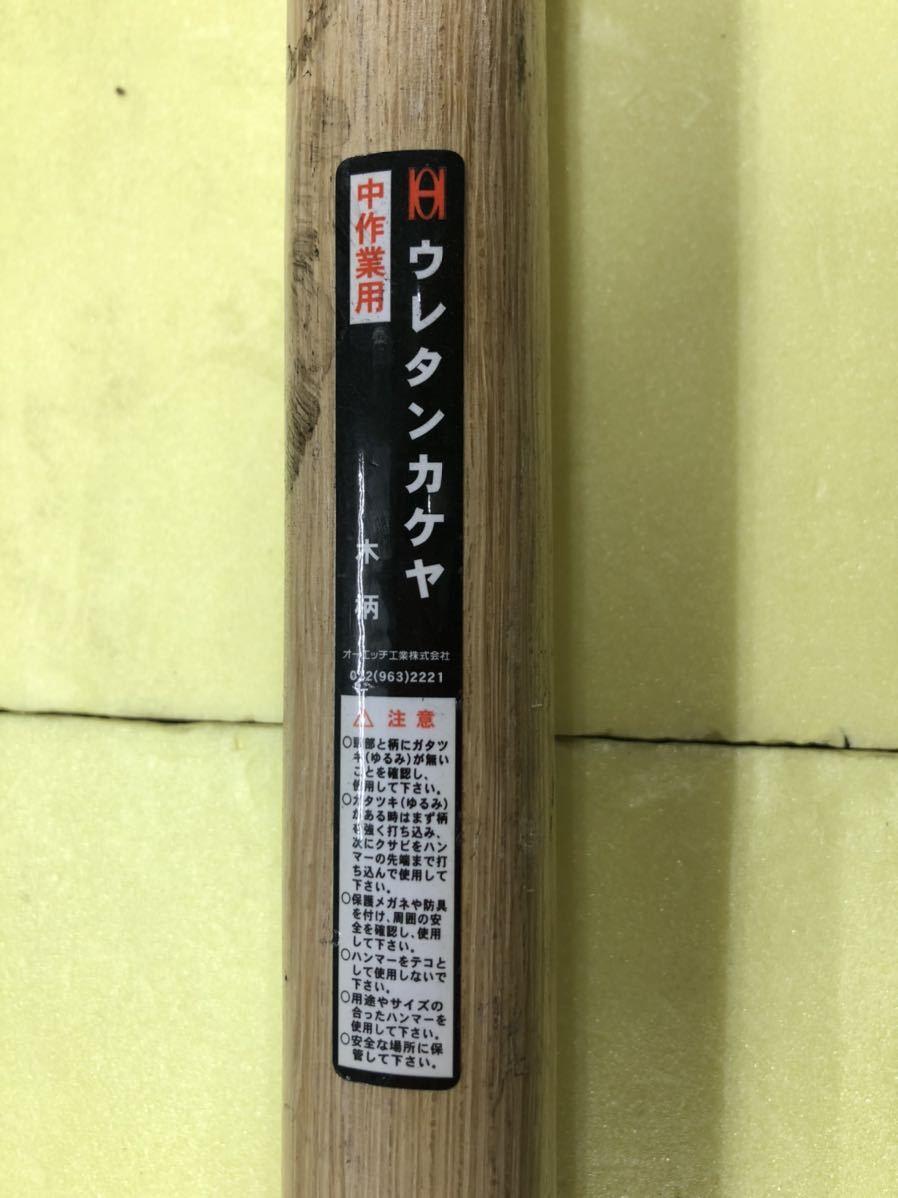 ウレタンカケヤ
中作業用
木柄
オーエッチ工業株式会社
(963)2221
⚠ 注意
○頭部と柄にガタツ
キ(ゆるみ)が無い
ことを確認し、
使用して下さい。
○ガタツキ(ゆるみ)
がある時はまず柄
を強く打ち込み、
次にクサビをハン
マーの先端まで打
ち込んで使用して
下さい。
○保護メガネや防具
を付け、周囲の安
全を確認し、使用
して下さい。
○ハンマーをテコと
して使用しないで
下さい。
○用途やサイズの
合ったハンマーを
使用して下さい。
○安全な場所に保
管して下さい。